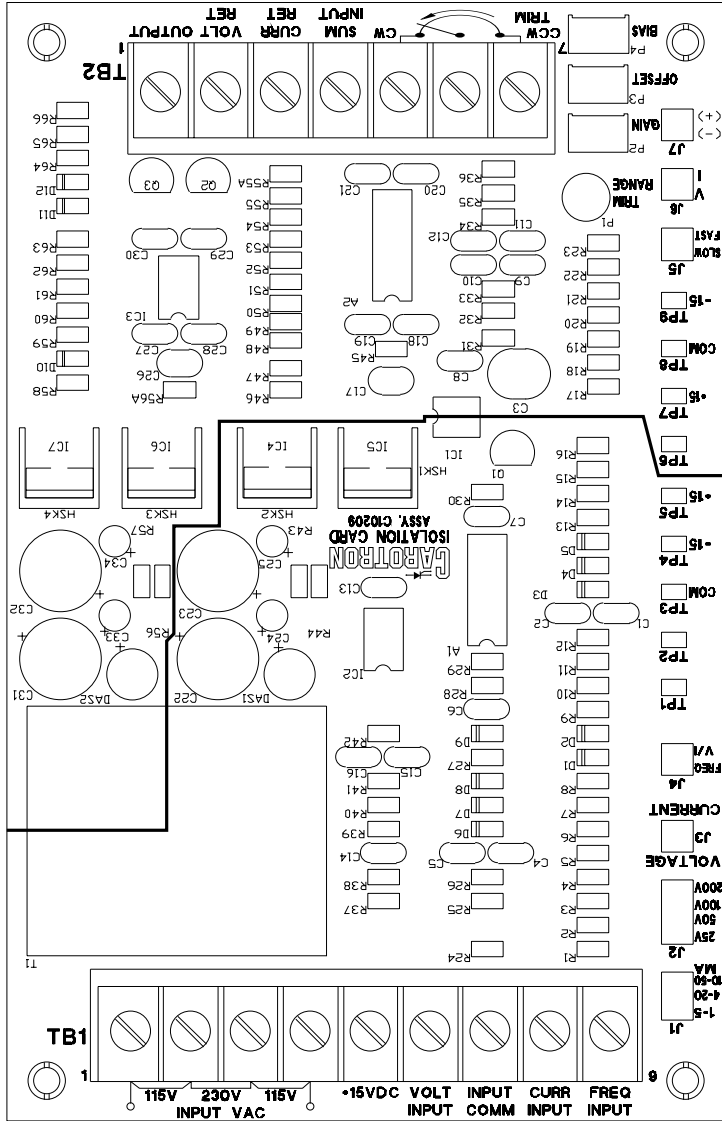 VOLT OUTPUT
VOLT RET
CURR RET
SUM INPUT
CW
CCW TRIM
1
7
TB2
BIAS
P4
OFFSET
P3
GAIN
P2
TRIM RANGE
P1
(+)
(-)
J7
I
V
J6
FAST
SLOW
J5
-15
TP9
COM
TP8
+15
TP7
TP6
+15
TP5
-15
TP4
COM
TP3
TP2
TP1
V/I
FREQ
J4
CURRENT
J3
VOLTAGE
200V
100V
50V
25V
J2
MA
10-50
4-20
1-5
J1
R66
R65
R64
D12
D11
R63
R62
R61
R60
R59
D10
R58
Q3
Q2
C30
C29
IC3
C27
C28
C26
R56A
R55A
R55
R54
R53
R52
R51
R50
R49
R48
R47
R46
C21
C20
A2
C19
C18
R45
C17
R36
R35
R34
C12
C11
C10
C9
R33
R32
R31
C8
C3
R23
R22
R21
R20
R19
R18
R17
IC7
IC6
IC4
IC5
HSK4
HSK3
HSK2
HSK1
IC1
Q1
R30
C7
R16
R15
R14
R13
D5
D4
D3
C2
C1
R57
C34
C32
C33
R56
C31
DAS2
R43
C25
C23
C24
R44
C22
DAS1
CAROTRON
ISOLATION CARD
ASSY. C10209
C13
IC2
A1
R29
R28
C6
R12
R11
R10
R9
D2
D1
R8
R7
R6
R5
R4
R3
R2
R1
R42
C16
C15
R41
R40
R39
C14
R38
R37
D9
R27
D8
D7
D6
C5
C4
R26
R25
R24
T1
TB1
1
9
115V
230V
115V
INPUT VAC
+15VDC
VOLT INPUT
INPUT COMM
CURR INPUT
FREQ INPUT